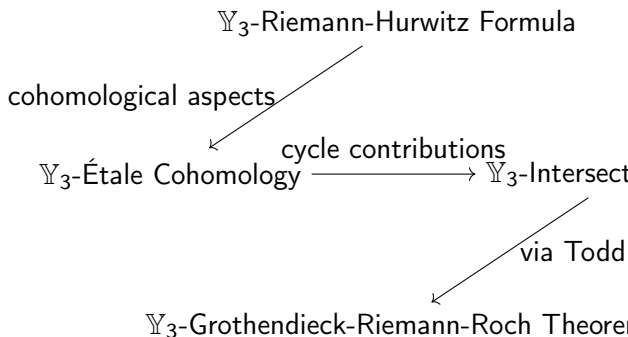 𝕐₃-Riemann-Hurwitz Formula
cohomological aspects
cycle contributions
𝕐₃-Étale Cohomology 𝕐₃-Intersect
via Todd
𝕐₃-Grothendieck-Riemann-Roch Theorem